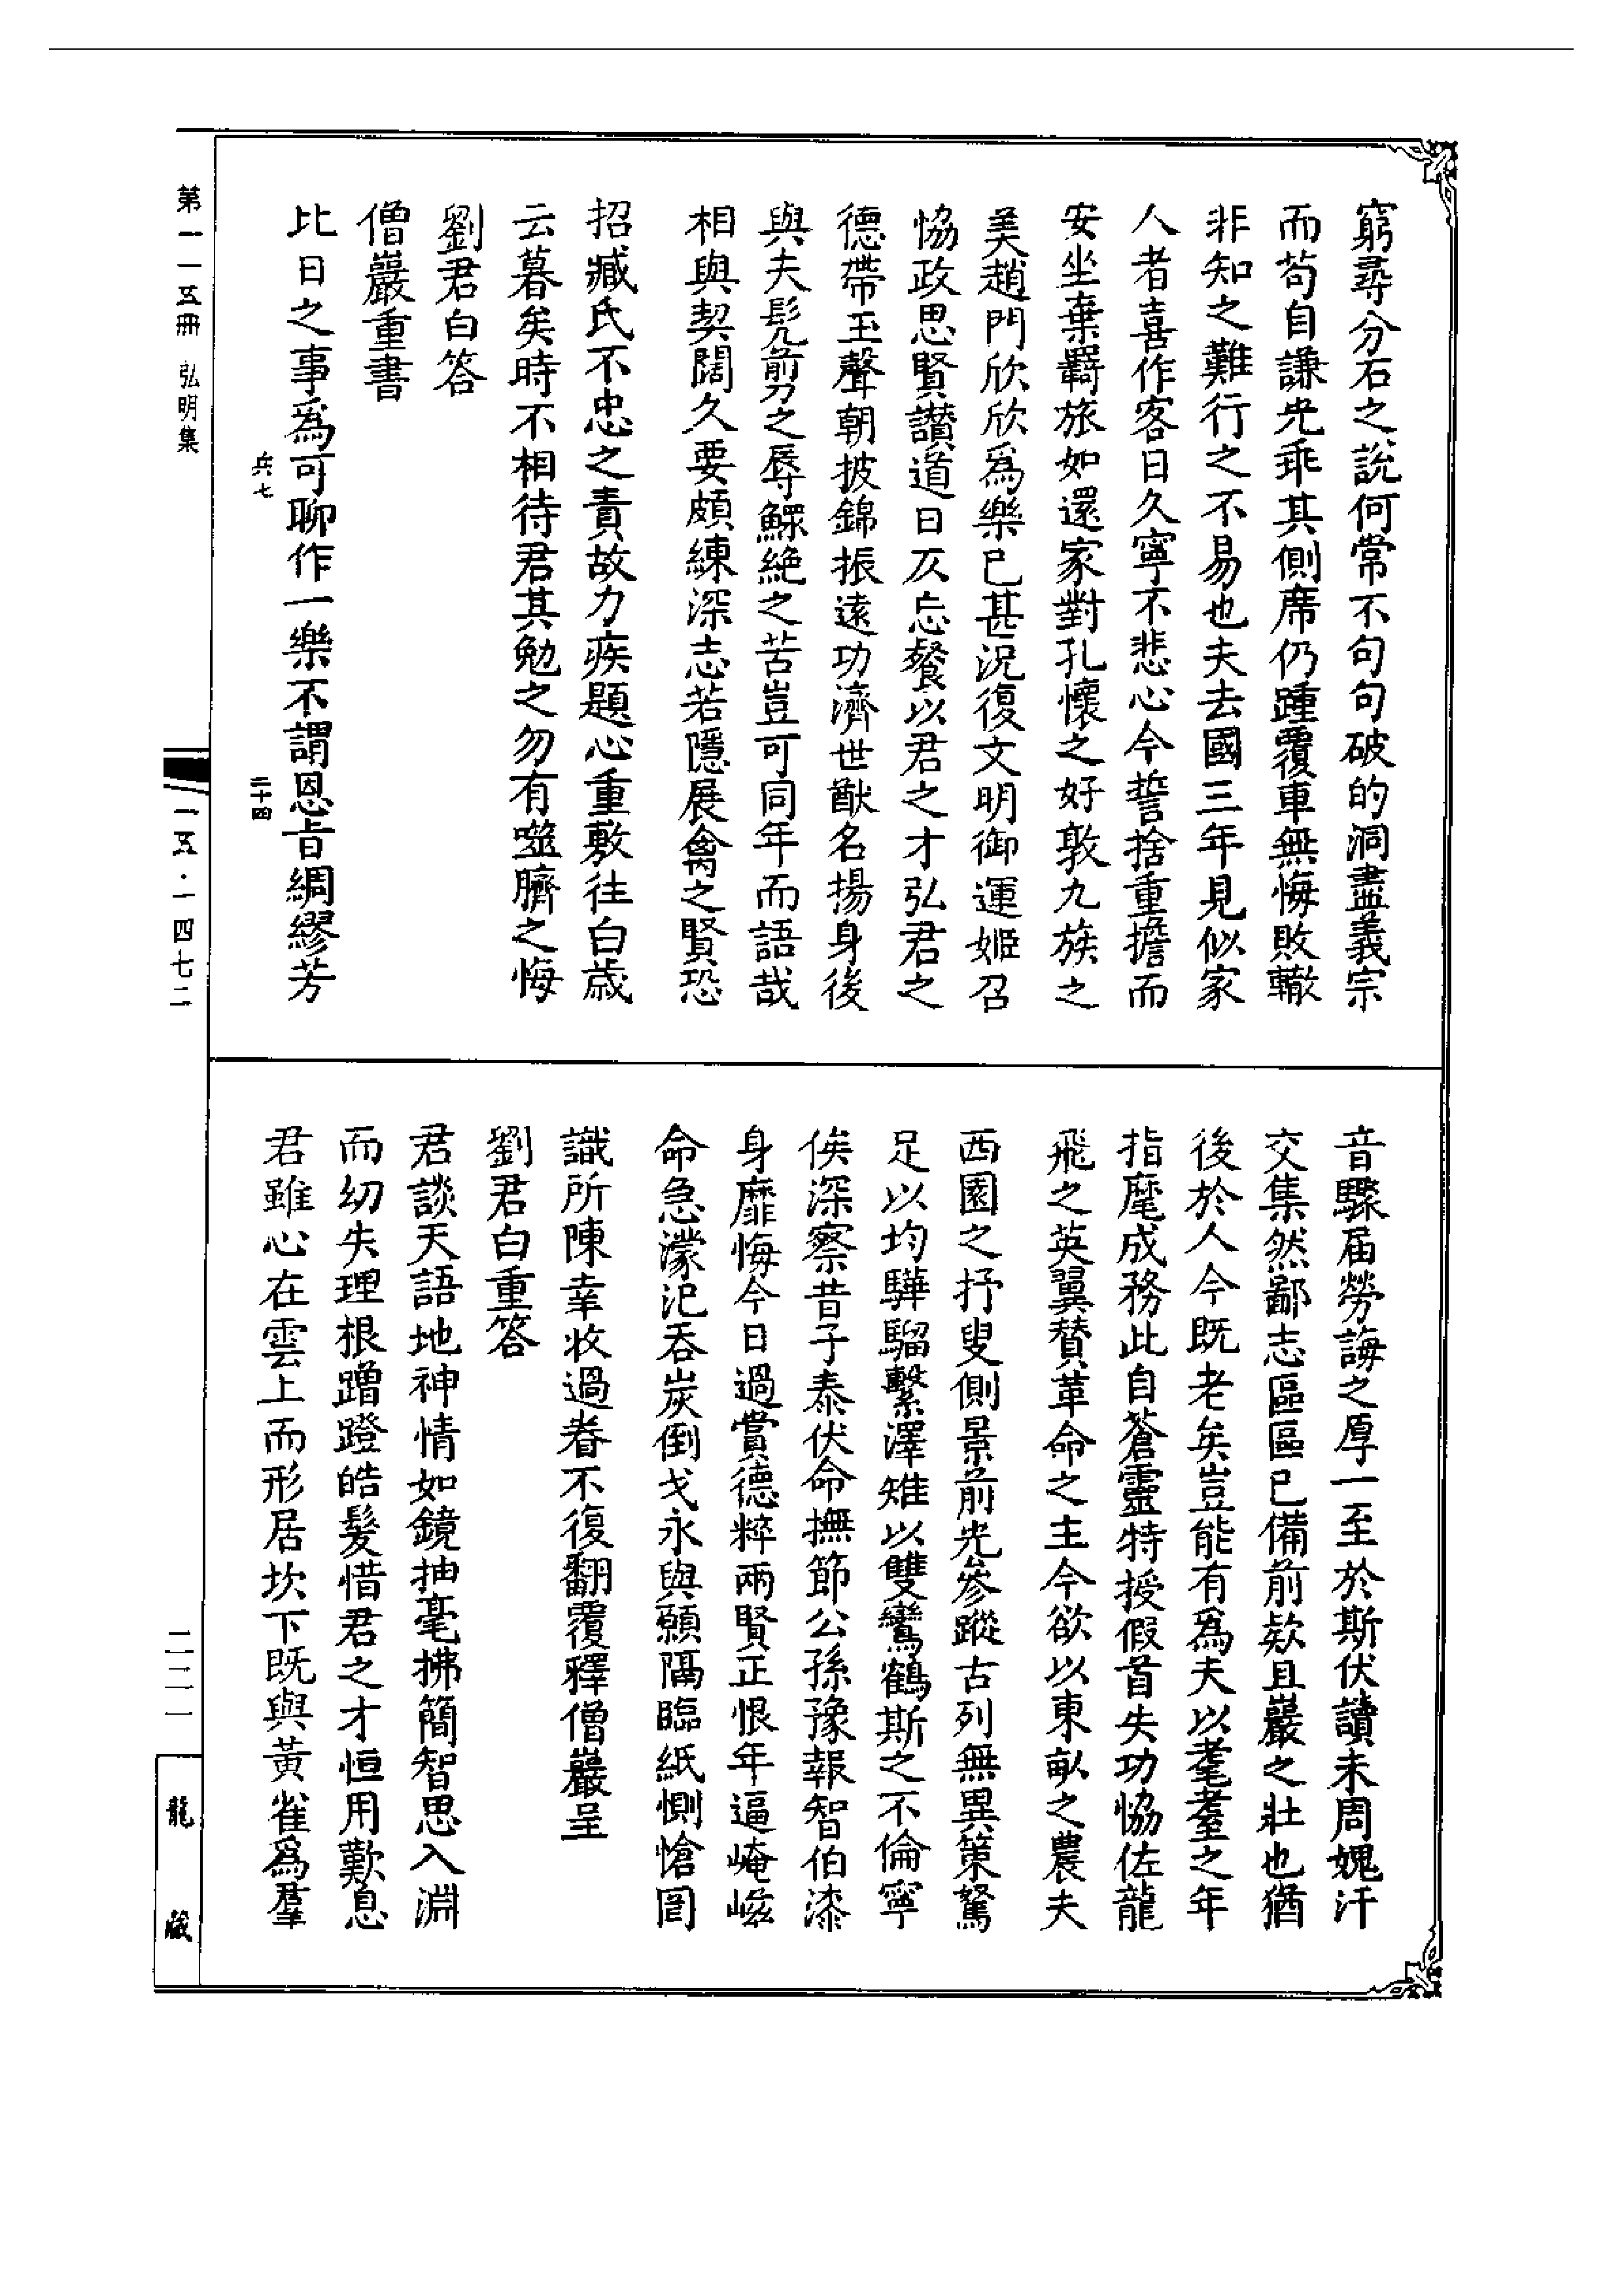 窮尋分石之說何常不句句破的洞盡義宗
而苟自謙光乖其側席仍踵覆車無悔敗轍
非知之難行之不易也夫去國三年見似家
人者喜作客日久寧不悲心今誓捨重擔而
安坐棄羇旅如還家對孔懷之好敦九族之
美趙門欣欣為樂已甚況復文明御運姬召
恊政思賢讚道日仄忘餐以君之才弘君之
德帶玉聲朝披錦振遠功濟世猷名揚身後
與夫髡剪之辱鰥絶之苦豈可同年而語哉
相與契闊久要頗練深志若隱展禽之賢恐
招臧氏不忠之責故力疾題心重敷往白歲
云暮矣時不相待君其勉之勿有噬臍之悔
劉君白答
僧巖重書
比日之事為可聊作一樂不謂恩旨綢繆芳
音驟屆勞誨之厚一至於斯伏讀未周媿汗
交集然鄙志區區已備前欵且巖之壯也猶
後於人今既老矣豈能有為夫以耄耋之年
指麾成務此自蒼靈特授假首失功恊佐龍
飛之英翼賛革命之主今欲以東畝之農夫
西園之抒叟側景前光參蹤古列無異策駑
足以均驊騮繫澤雉以雙鸞鶴斯之不倫寧
俟深察昔子泰伏命撫節公孫豫報智伯漆
身靡悔今日過賞德粹兩賢正恨年逼崦嵫
命急濛汜吞炭倒戈永與願隔臨紙惻愴罔
識所陳幸收過眷不復翻覆釋僧巖呈
劉君白重答
君談天語地神情如鏡抽毫拂簡智思入淵
而幼失理根蹭蹬皓髮惜君之才恒用歎息
君雖心在雲上而形居坎下既與黃雀為羣
兵七
二十四
第一一五冊 弘明集
一五·一四七二
二二一
龍藏